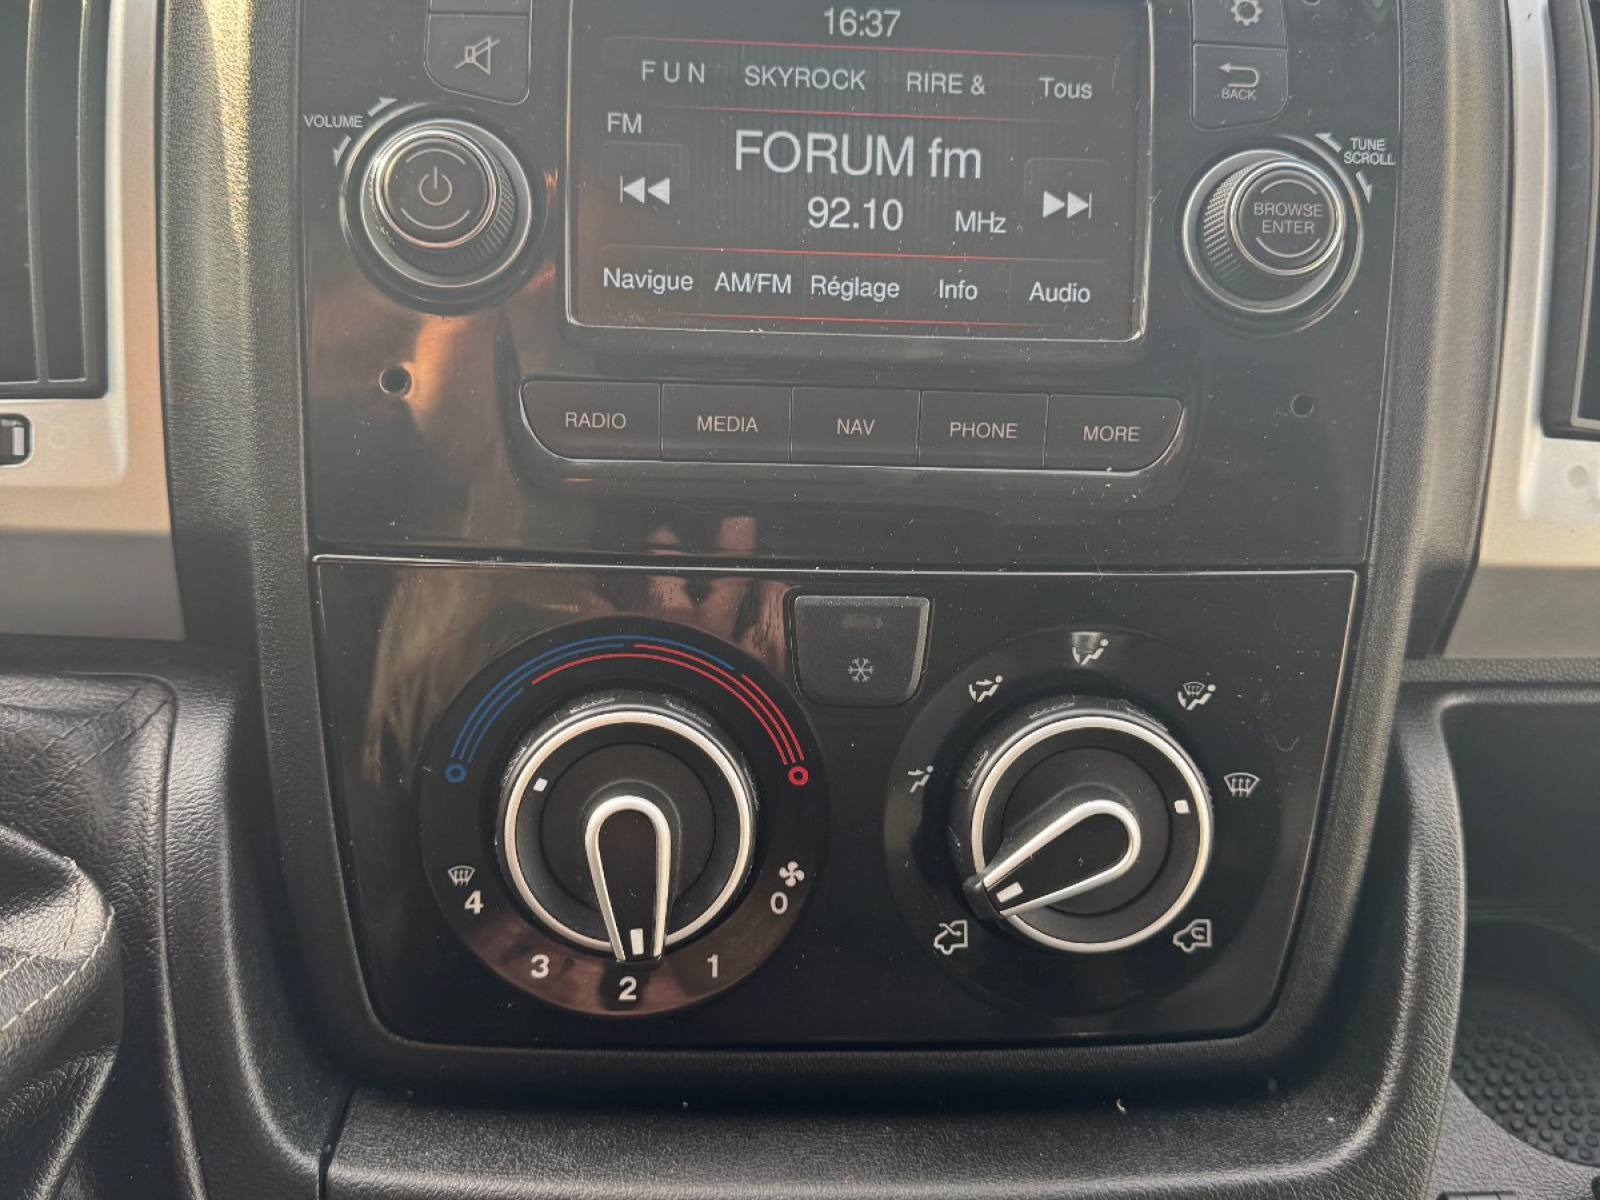 16:37
FUN SKYROCK RIRE & Tous
FM
FORUM fm
92.10 MHz
Navigue AM/FM Réglage Info Audio
VOLUME
BACK
TUNE
SCROLL
BROWSE
ENTER
RADIO MEDIA NAV PHONE MORE
4 3 2 1 0